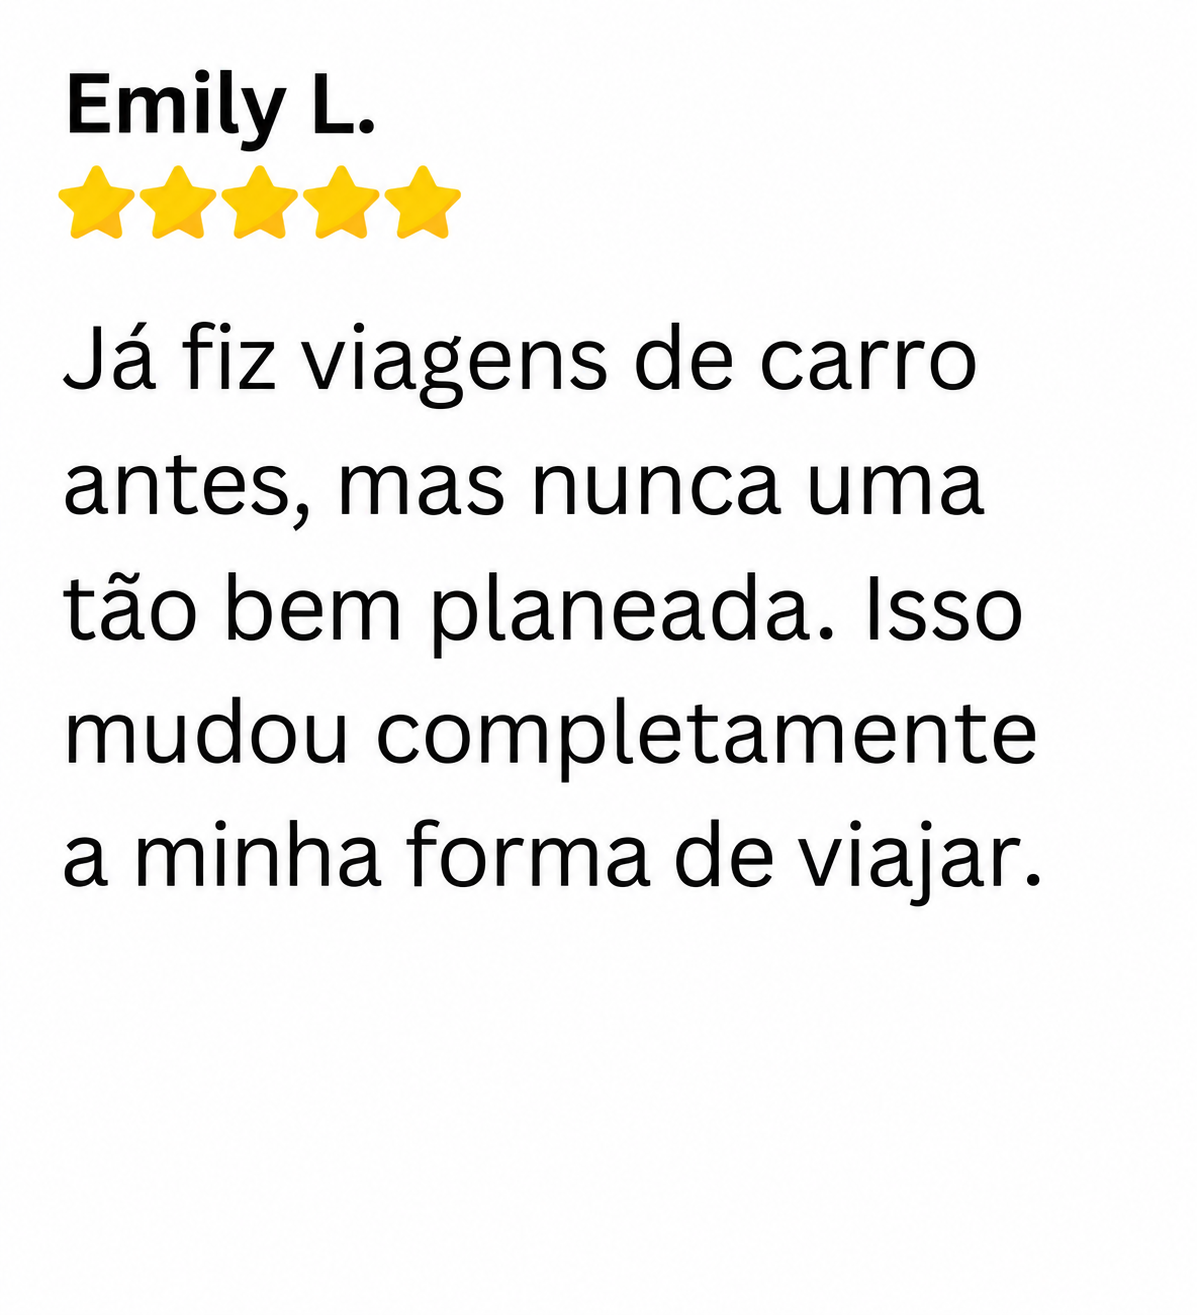 Emily L.
⭐⭐⭐⭐⭐
Já fiz viagens de carro
antes, mas nunca uma
tão bem planeada. Isso
mudou completamente
a minha forma de viajar.